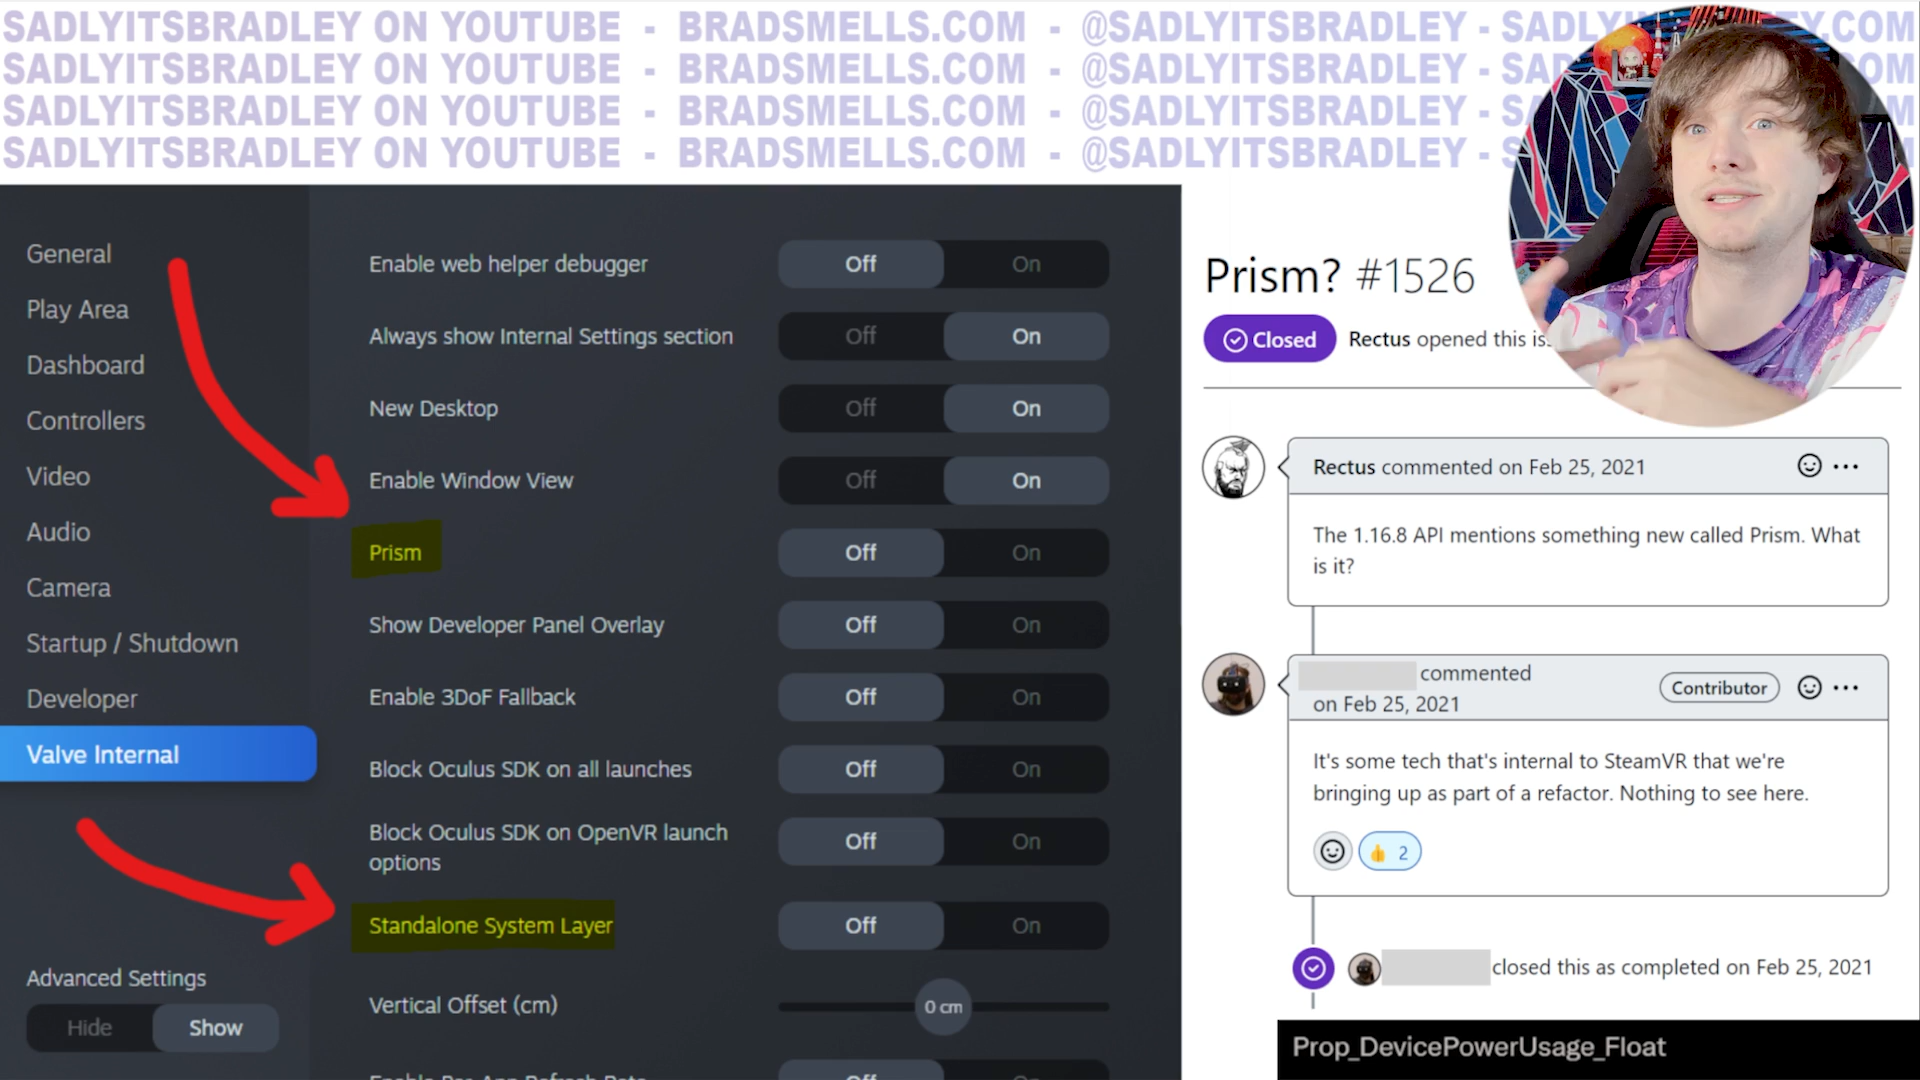 SADLYITSBRADLEY ON YOUTUBE - BRADSMELLS.COM - @SADLYITSBRADLEY - SADLYITSBRADLEY.COM
SADLYITSBRADLEY ON YOUTUBE - BRADSMELLS.COM - @SADLYITSBRADLEY - SA
SADLYITSBRADLEY ON YOUTUBE - BRADSMELLS.COM - @SADLYITSBRADLEY -
SADLYITSBRADLEY ON YOUTUBE - BRADSMELLS.COM - @SADLYITSBRADLEY -
General
Play Area
Dashboard
Controllers
Video
Audio
Camera
Startup / Shutdown
Developer
Valve Internal
Advanced Settings
Hide Show
Enable web helper debugger Off On
Always show Internal Settings section Off On
New Desktop Off On
Enable Window View Off On
Prism Off On
Show Developer Panel Overlay Off On
Enable 3DoF Fallback Off On
Block Oculus SDK on all launches Off On
Block Oculus SDK on OpenVR launch
options Off On
Standalone System Layer Off On
Vertical Offset (cm) 0 cm
Prism? #1526
Closed Rectus opened this
Rectus commented on Feb 25, 2021
The 1.16.8 API mentions something new called Prism. What
is it?
commented
on Feb 25, 2021 Contributor
It's some tech that's internal to SteamVR that we're
bringing up as part of a refactor. Nothing to see here.
2
closed this as completed on Feb 25, 2021
Prop_DevicePowerUsage_Float